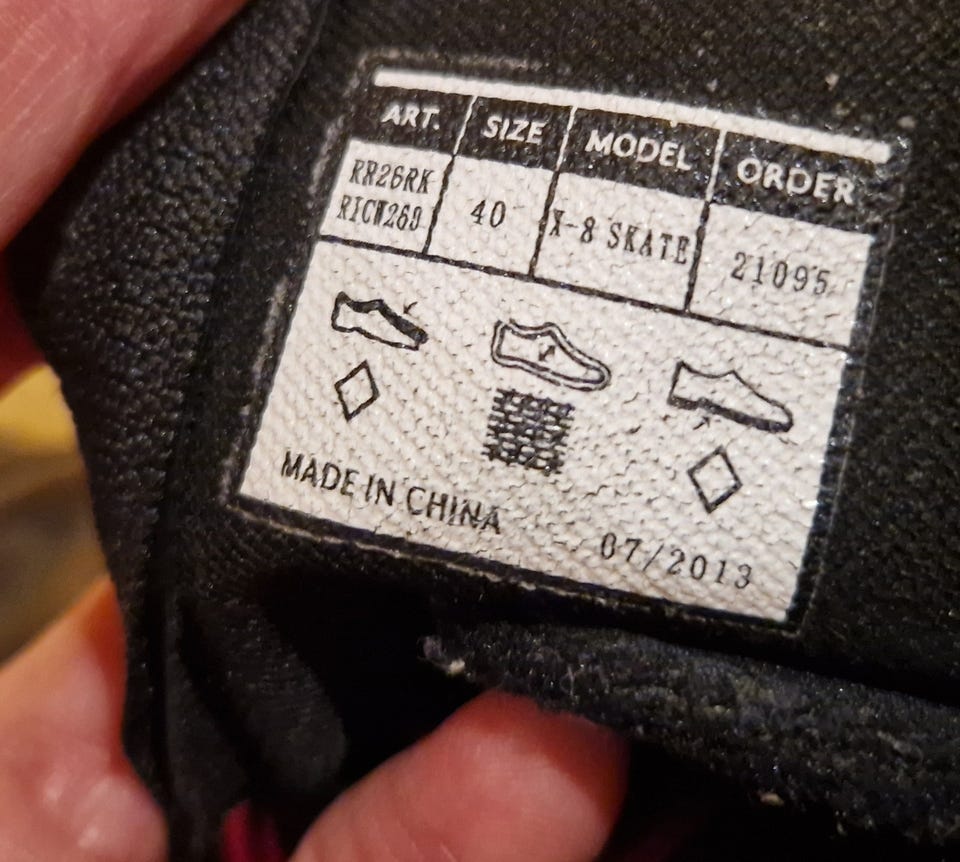 ART. SIZE MODEL ORDER
RR26RK
RICW269 40 X-8 SKATE 21095
MADE IN CHINA
07/2013